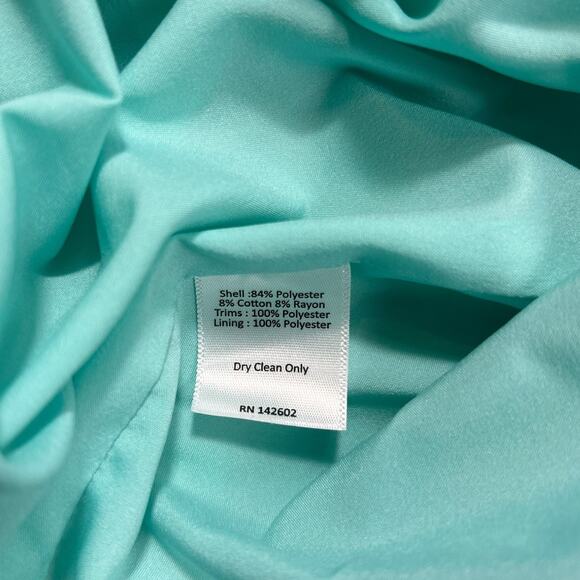 Shell :84% Polyester
8% Cotton 8% Rayon
Trims : 100% Polyester
Lining : 100% Polyester
Dry Clean Only
RN 142602